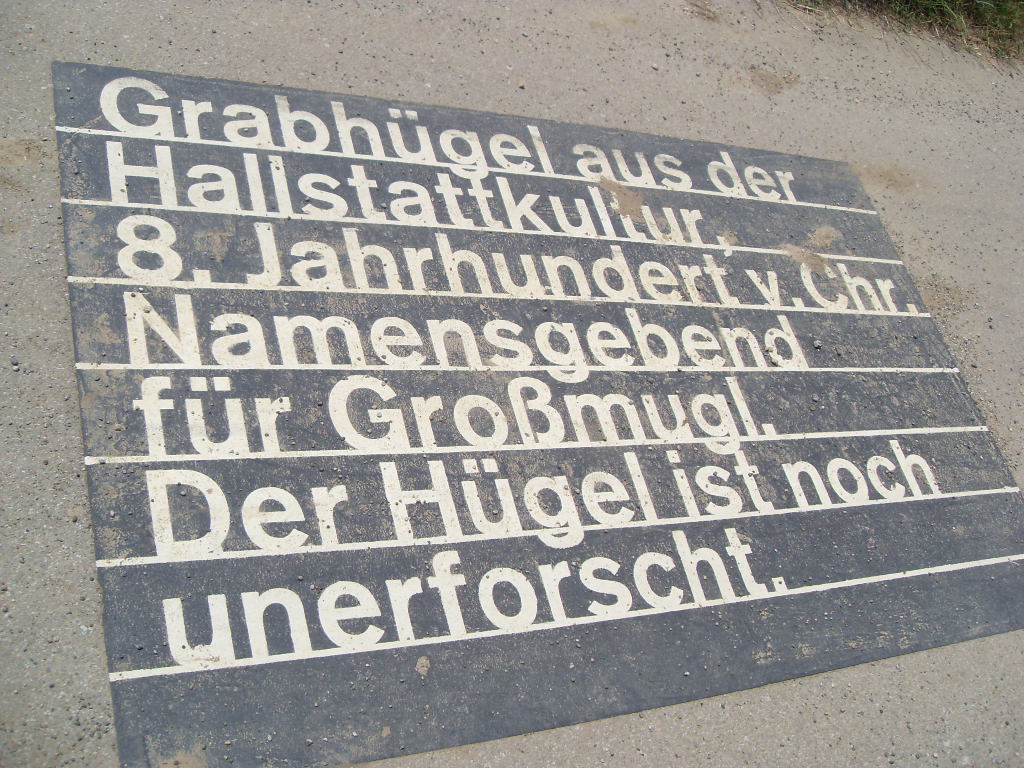 Grabhügel aus der
Hallstattkultur,
8. Jahrhundert v. Chr.
Namensgebend
für Großmugl.
Der Hügel ist noch
unerforscht.